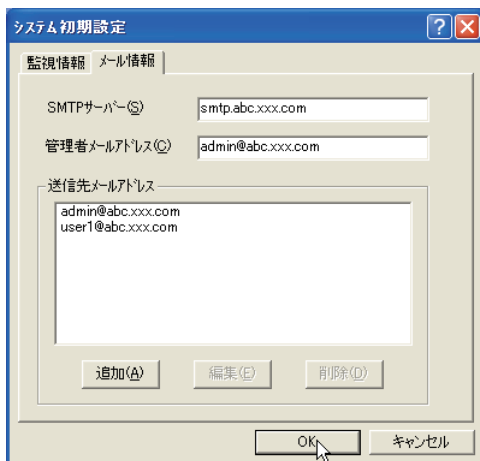 システム初期設定
監視情報 メール情報
SMTPサーバー(S) smtp.abc.xxx.com
管理者メールアドレス(C) admin@abc.xxx.com
送信先メールアドレス
admin@abc.xxx.com
user1@abc.xxx.com
追加(A) 編集(E) 削除(D)
OK キャンセル